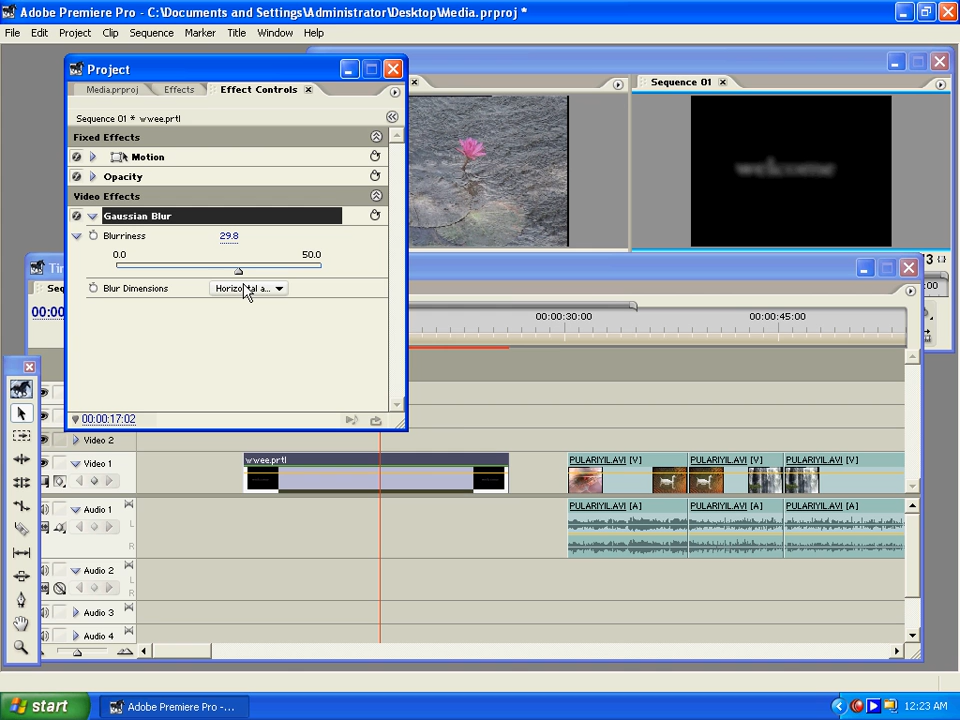 Adobe Premiere Pro - C:\Documents and Settings\Administrator\Desktop\Media.prproj *
File Edit Project Clip Sequence Marker Title Window Help
Project
Media.prproj Effects Effect Controls
Sequence 01 * wwee.prtl
Fixed Effects
Motion
Opacity
Video Effects
Gaussian Blur
Blurriness 29.8
0.0 50.0
Blur Dimensions Horizontal a...
00:00:17:02
Sequence 01
welcome
00:00:30:00 00:00:45:00
Video 2
Video 1
wwee.prtl
PULARIYIL.AVI [V] PULARIYIL.AVI [V] PULARIYIL.AVI [V]
Audio 1
L
R
PULARIYIL.AVI [A] PULARIYIL.AVI [A] PULARIYIL.AVI [A]
Audio 2
L
R
Audio 3
Audio 4
start
Adobe Premiere Pro -...
12:23 AM